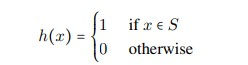 h(x) = {1 if x ∈ S
0 otherwise